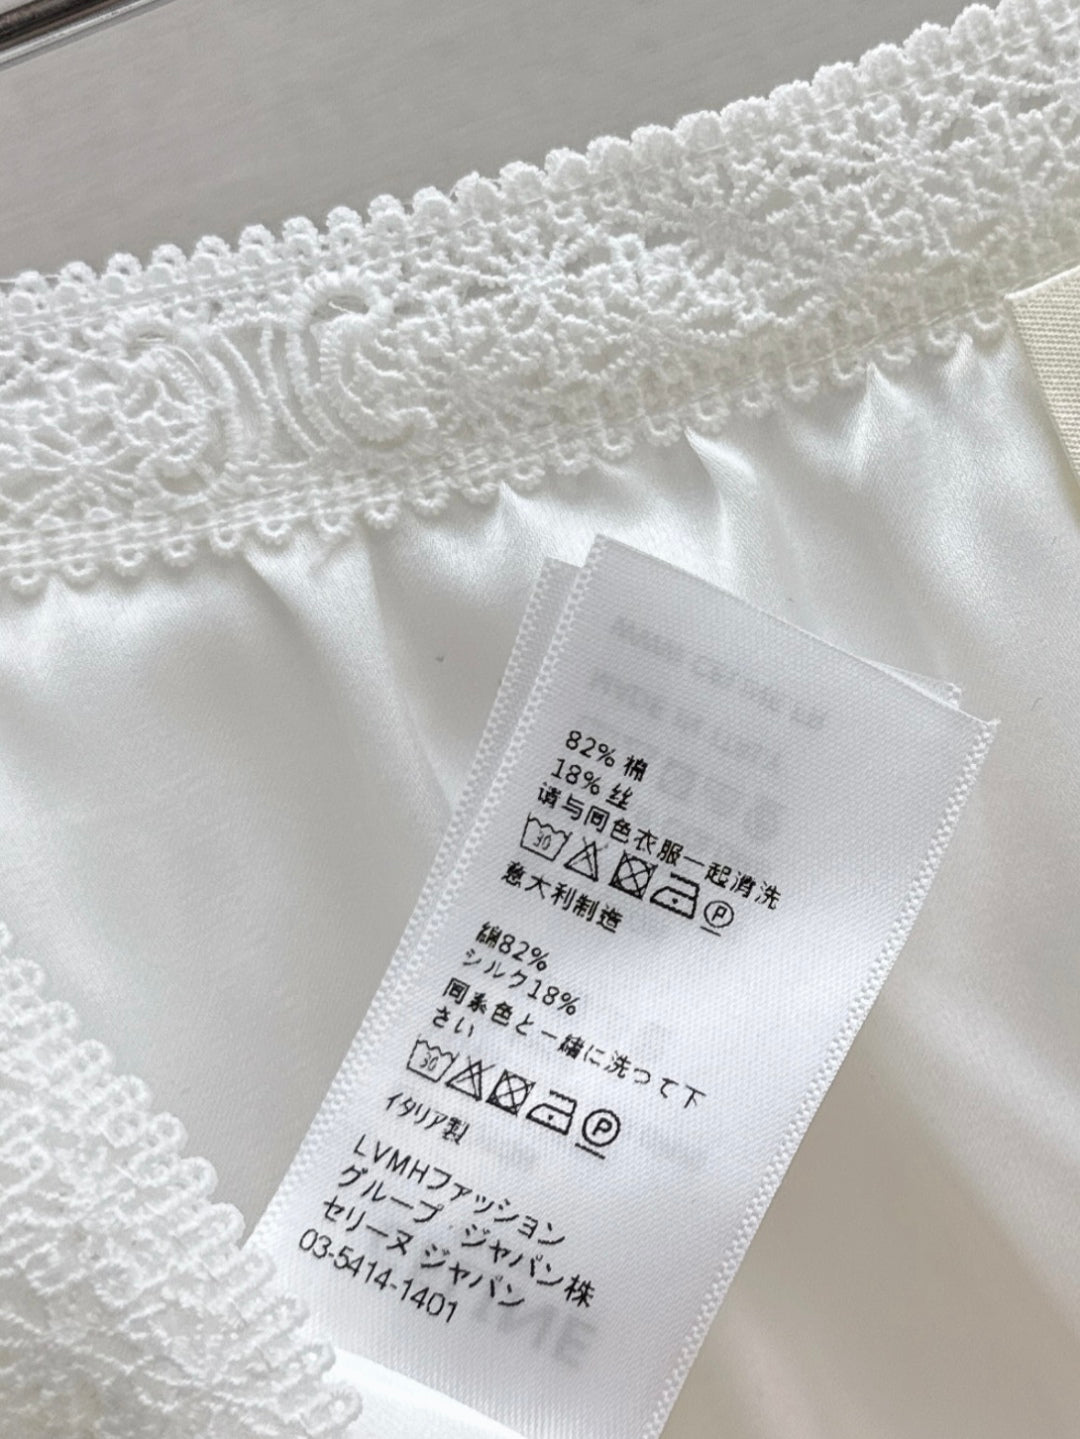 82% 棉
18% 丝
请与同色衣服一起清洗
30 P
意大利制造
綿82%
シルク18%
同系色と一緒に洗って下
さい
30 P
イタリア製
LVMHファッション
グループ・ジャパン株
セリーヌ ジャパン
03-5414-1401